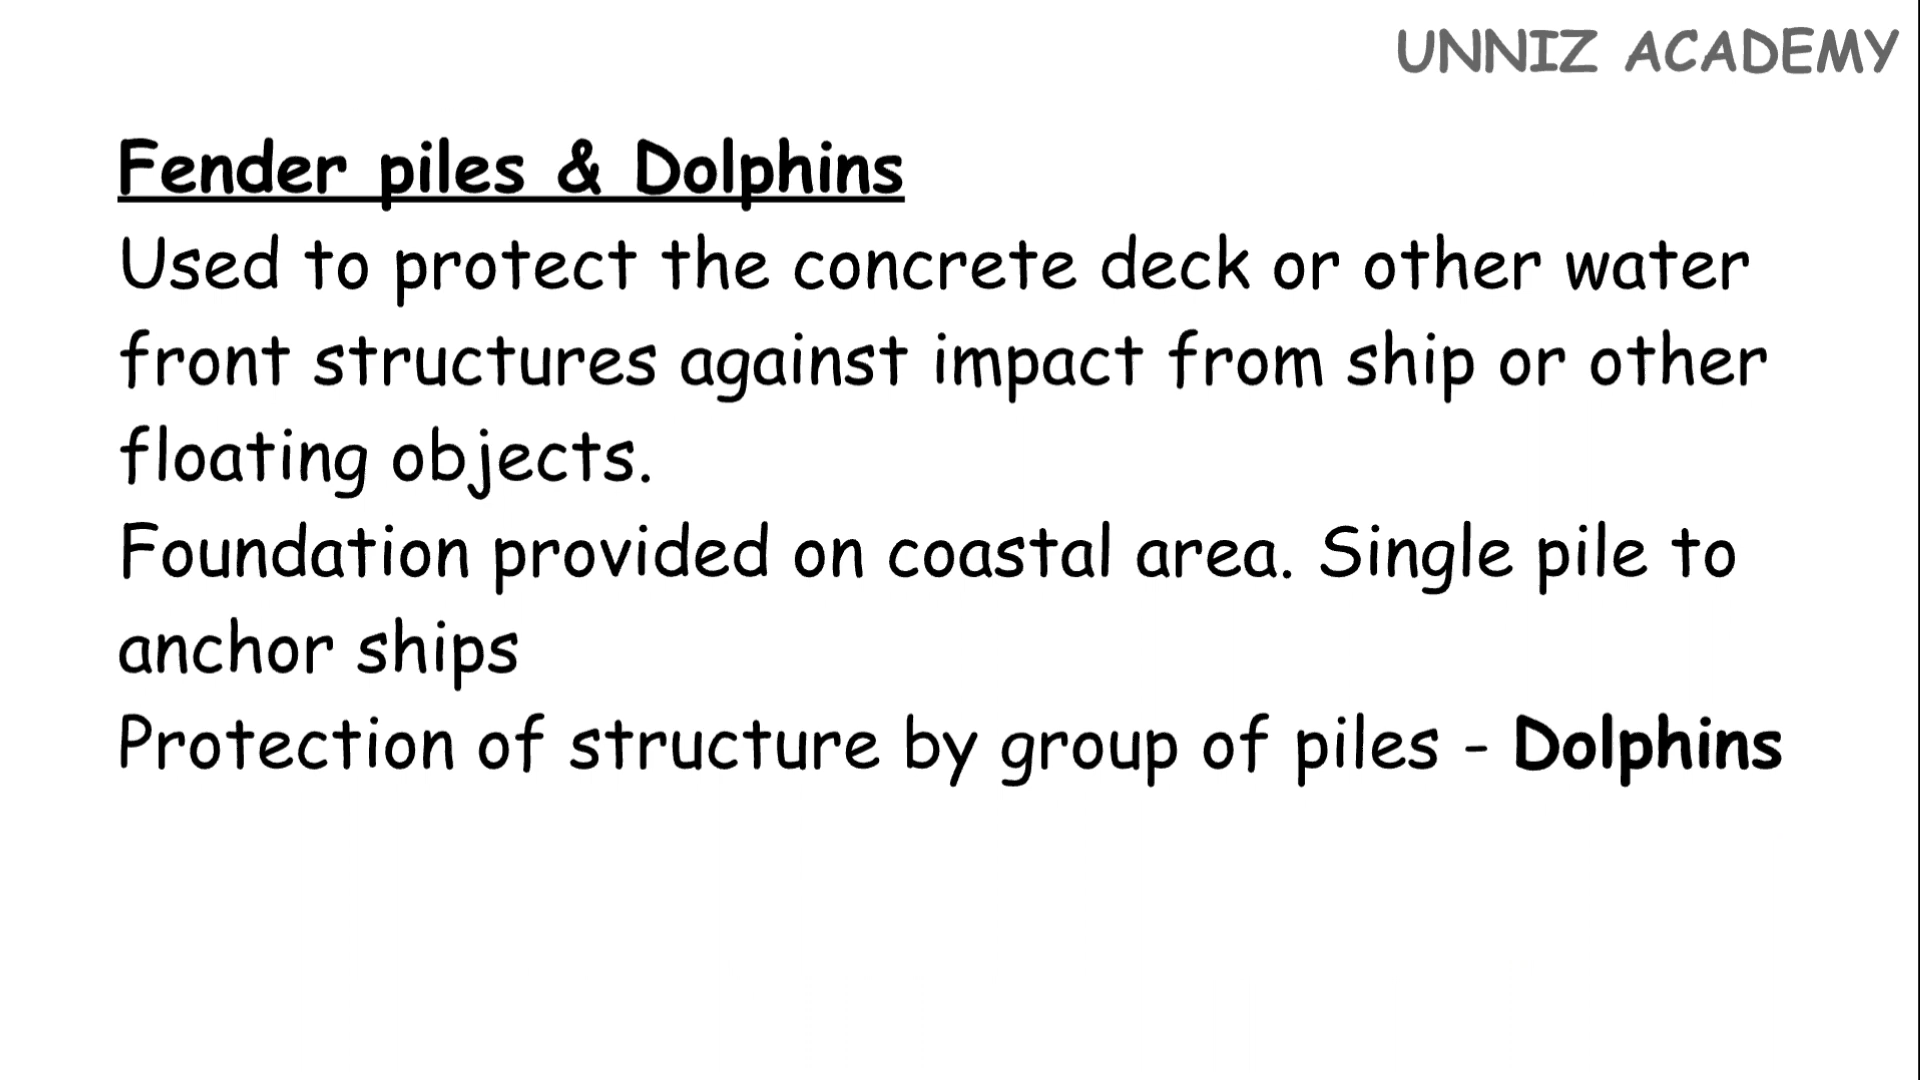 UNNIZ ACADEMY
Fender piles & Dolphins
Used to protect the concrete deck or other water
front structures against impact from ship or other
floating objects.
Foundation provided on coastal area. Single pile to
anchor ships
Protection of structure by group of piles - Dolphins